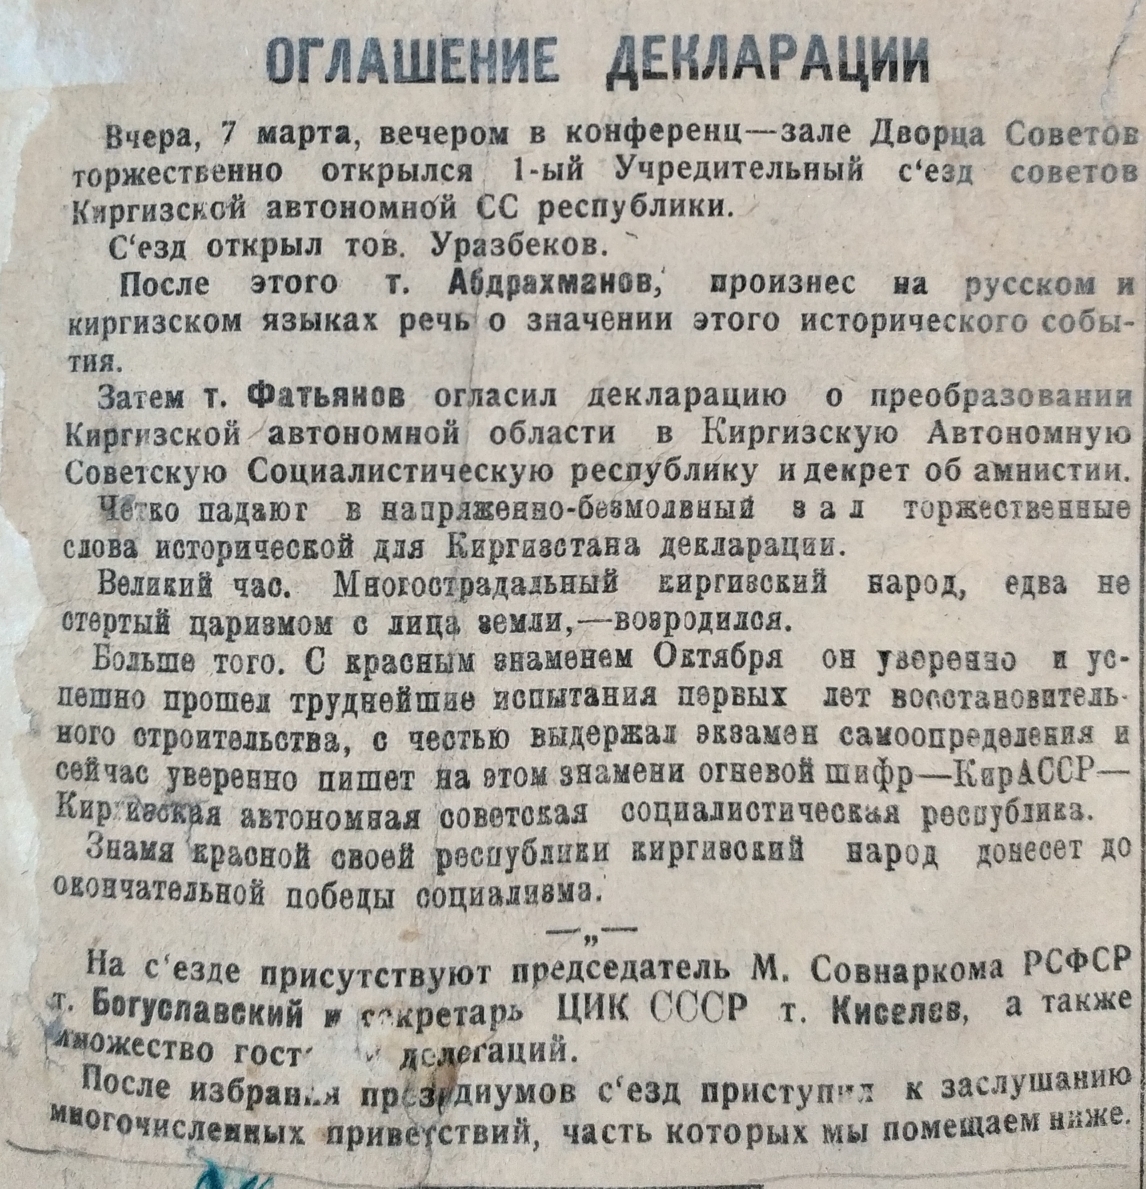 ОГЛАШЕНИЕ ДЕКЛАРАЦИИ
Вчера, 7 марта, вечером в конференц—зале Дворца Советов
торжественно открылся 1-ый Учредительный с‘езд советов
Киргизской автономной СС республики.
С‘езд открыл тов. Уразбеков.
После этого т. Абдрахманов, произнес на русском и
киргизском языках речь о значении этого исторического собы-
тия.
Затем т. Фатьянов огласил декларацию о преобразовании
Киргизской автономной области в Киргизскую Автономную
Советскую Социалистическую республику и декрет об амнистии.
Четко падают в напряженно-безмолвный зал торжественные
слова исторической для Киргизстана декларации.
Великий час. Многострадальный киргизский народ, едва не
стертый царизмом с лица земли,—возродился.
Больше того. С красным знаменем Октября он уверенно и ус-
пешно прошел труднейшие испытания первых лет восстановитель-
ного строительства, с честью выдержал экзамен самоопределения и
сейчас уверенно пишет на этом знамени огневой шифр—КирАССР—
Киргизская автономная советская социалистическая республика.
Знамя красной своей республики киргизский народ донесет до
окончательной победы социализма.
—„—
На с‘езде присутствуют председатель М. Совнаркома РСФСР
т. Богуславский и секретарь ЦИК СССР т. Киселев, а также
множество делегаций.
После избрания президиумов с‘езд приступил к заслушанию
многочисленных приветствий, часть которых мы помещаем ниже.